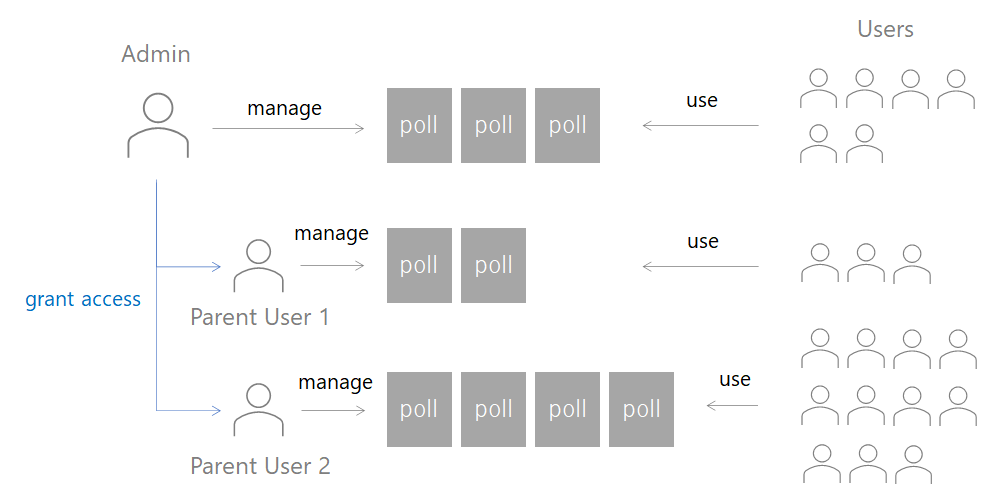 Users
Admin
manage
poll poll poll
use
manage
poll poll
use
grant access
Parent User 1
manage
poll poll poll poll
use
Parent User 2